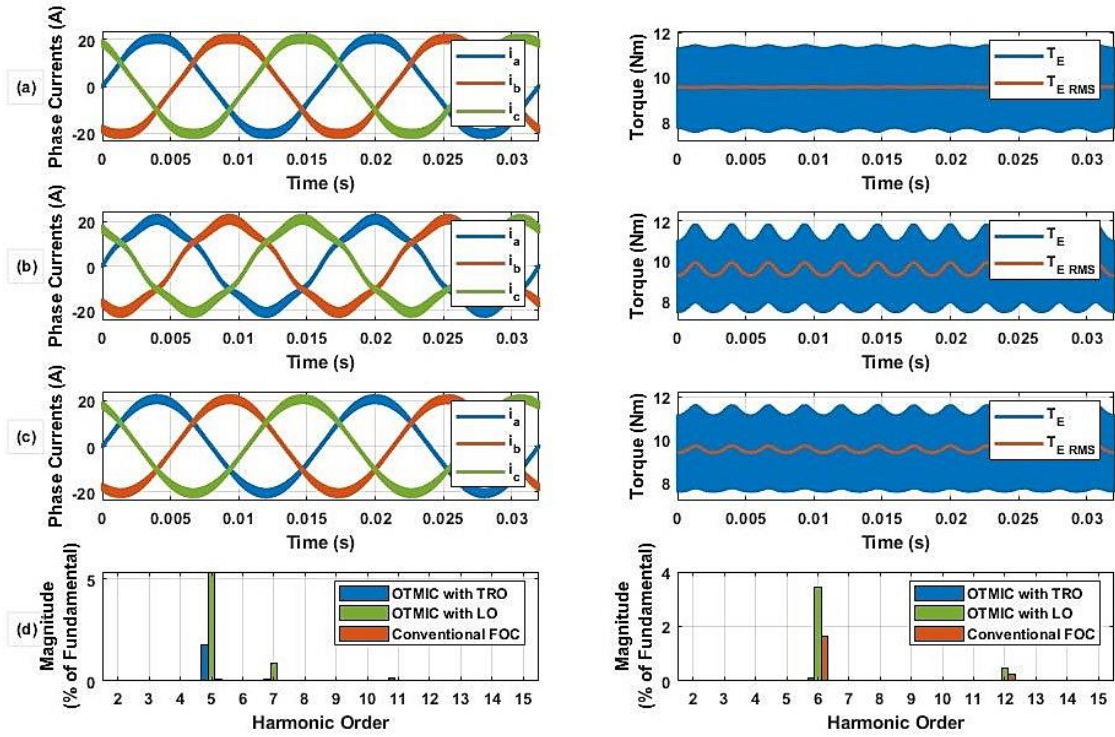 (a)
Phase Currents (A)
20
0
-20
i_a
i_b
i_c
0 0.005 0.01 0.015 0.02 0.025 0.03
Time (s)
Torque (Nm)
12
10
8
T_E
T_E RMS
0 0.005 0.01 0.015 0.02 0.025 0.03
Time (s)
(b)
Phase Currents (A)
20
0
-20
i_a
i_b
i_c
0 0.005 0.01 0.015 0.02 0.025 0.03
Time (s)
Torque (Nm)
12
10
8
T_E
T_E RMS
0 0.005 0.01 0.015 0.02 0.025 0.03
Time (s)
(c)
Phase Currents (A)
20
0
-20
i_a
i_b
i_c
0 0.005 0.01 0.015 0.02 0.025 0.03
Time (s)
Torque (Nm)
12
10
8
T_E
T_E RMS
0 0.005 0.01 0.015 0.02 0.025 0.03
Time (s)
(d)
Magnitude
(% of Fundamental)
5
0
OTMIC with TRO
OTMIC with LO
Conventional FOC
2 3 4 5 6 7 8 9 10 11 12 13 14 15
Harmonic Order
Magnitude
(% of Fundamental)
4
2
0
OTMIC with TRO
OTMIC with LO
Conventional FOC
2 3 4 5 6 7 8 9 10 11 12 13 14 15
Harmonic Order